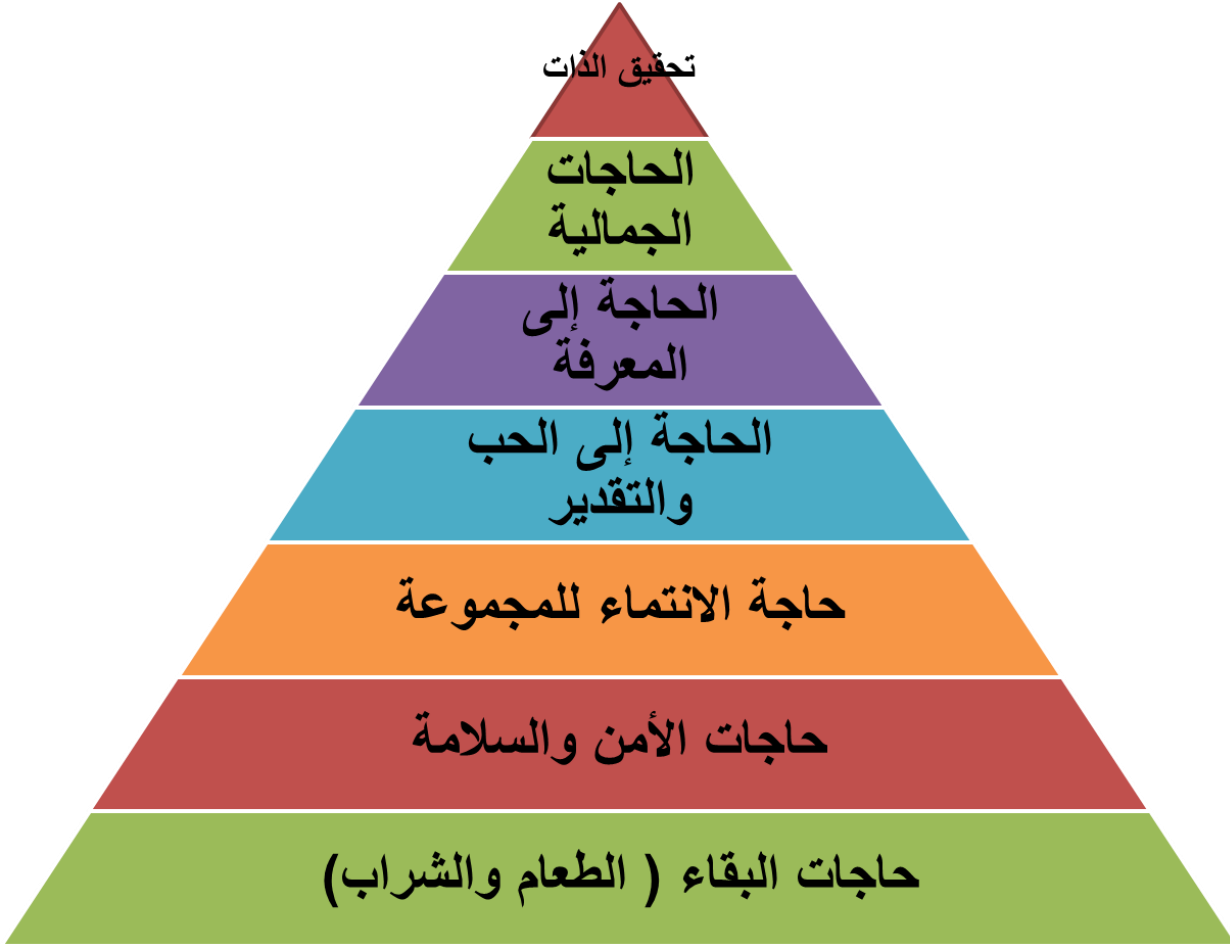 تحقيق الذات
الحاجات
الجمالية
الحاجة إلى
المعرفة
الحاجة إلى الحب
والتقدير
حاجة الانتماء للمجموعة
حاجات الأمن والسلامة
حاجات البقاء ( الطعام والشراب)